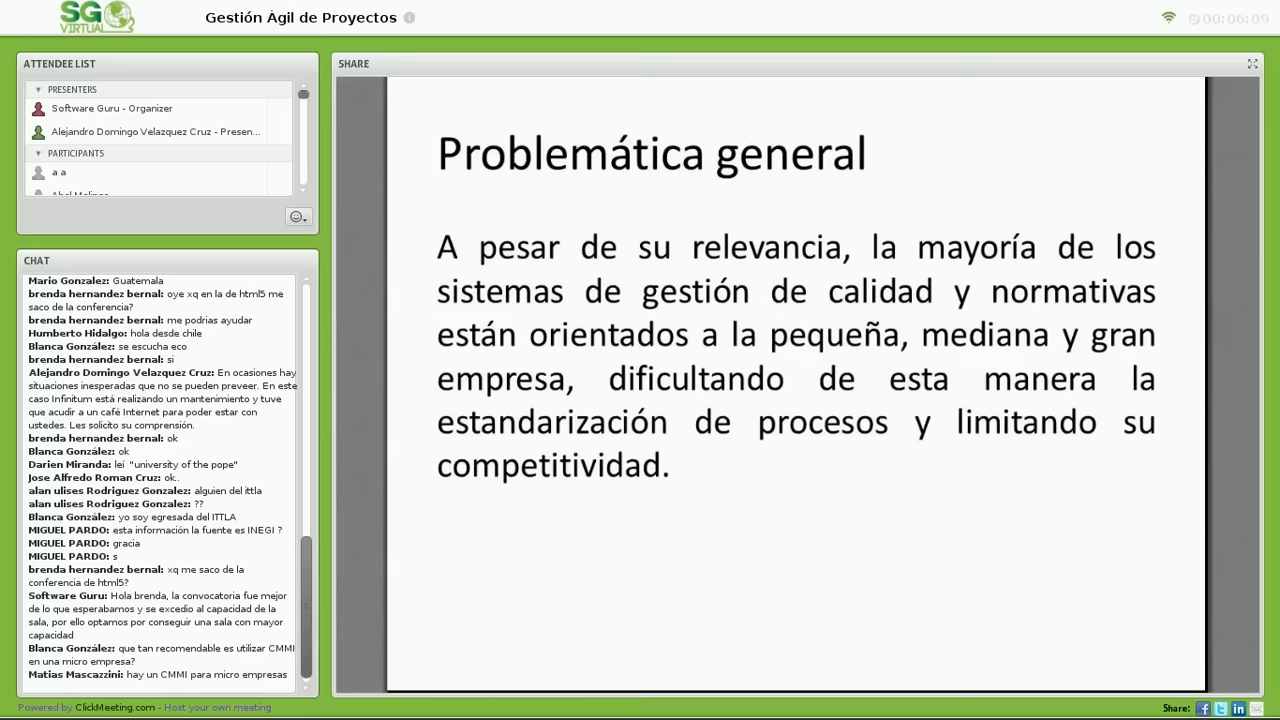 SG
VIRTUAL
Gestión Ágil de Proyectos
00:06:09
ATTENDEE LIST
PRESENTERS
Software Guru - Organizer
Alejandro Domingo Velazquez Cruz - Presen...
PARTICIPANTS
a a
CHAT
Mario Gonzalez: Guatemala
brenda hernandez bernal: oye xq en la de html5 me
saco de la conferencia?
brenda hernandez bernal: me podrias ayudar
Humberto Hidalgo: hola desde chile
Blanca González: se escucha eco
brenda hernandez bernal: si
Alejandro Domingo Velazquez Cruz: En ocasiones hay
situaciones inesperadas que no se pueden preveer. En este
caso Infinitum está realizando un mantenimiento y tuve
que acudir a un café Internet para poder estar con
ustedes. Les solicito su comprensión.
brenda hernandez bernal: ok
Blanca González: ok
Darien Miranda: leí "university of the pope"
Jose Alfredo Roman Cruz: ok..
alan ulises Rodriguez Gonzalez: alguien del ittla
alan ulises Rodriguez Gonzalez: ??
Blanca González: yo soy egresada del ITTLA
MIGUEL PARDO: esta información la fuente es INEGI ?
MIGUEL PARDO: gracia
MIGUEL PARDO: s
brenda hernandez bernal: xq me saco de la
conferencia de html5?
Software Guru: Hola brenda, la convocatoria fue mejor
de lo que esperabamos y se excedio al capacidad de la
sala, por ello optamos por conseguir una sala con mayor
capacidad
Blanca González: que tan recomendable es utilizar CMMI
en una micro empresa?
Matias Mascazzini: hay un CMMI para micro empresas
SHARE
Problemática general
A pesar de su relevancia, la mayoría de los
sistemas de gestión de calidad y normativas
están orientados a la pequeña, mediana y gran
empresa, dificultando de esta manera la
estandarización de procesos y limitando su
competitividad.
Powered by ClickMeeting.com - Host your own meeting
Share: